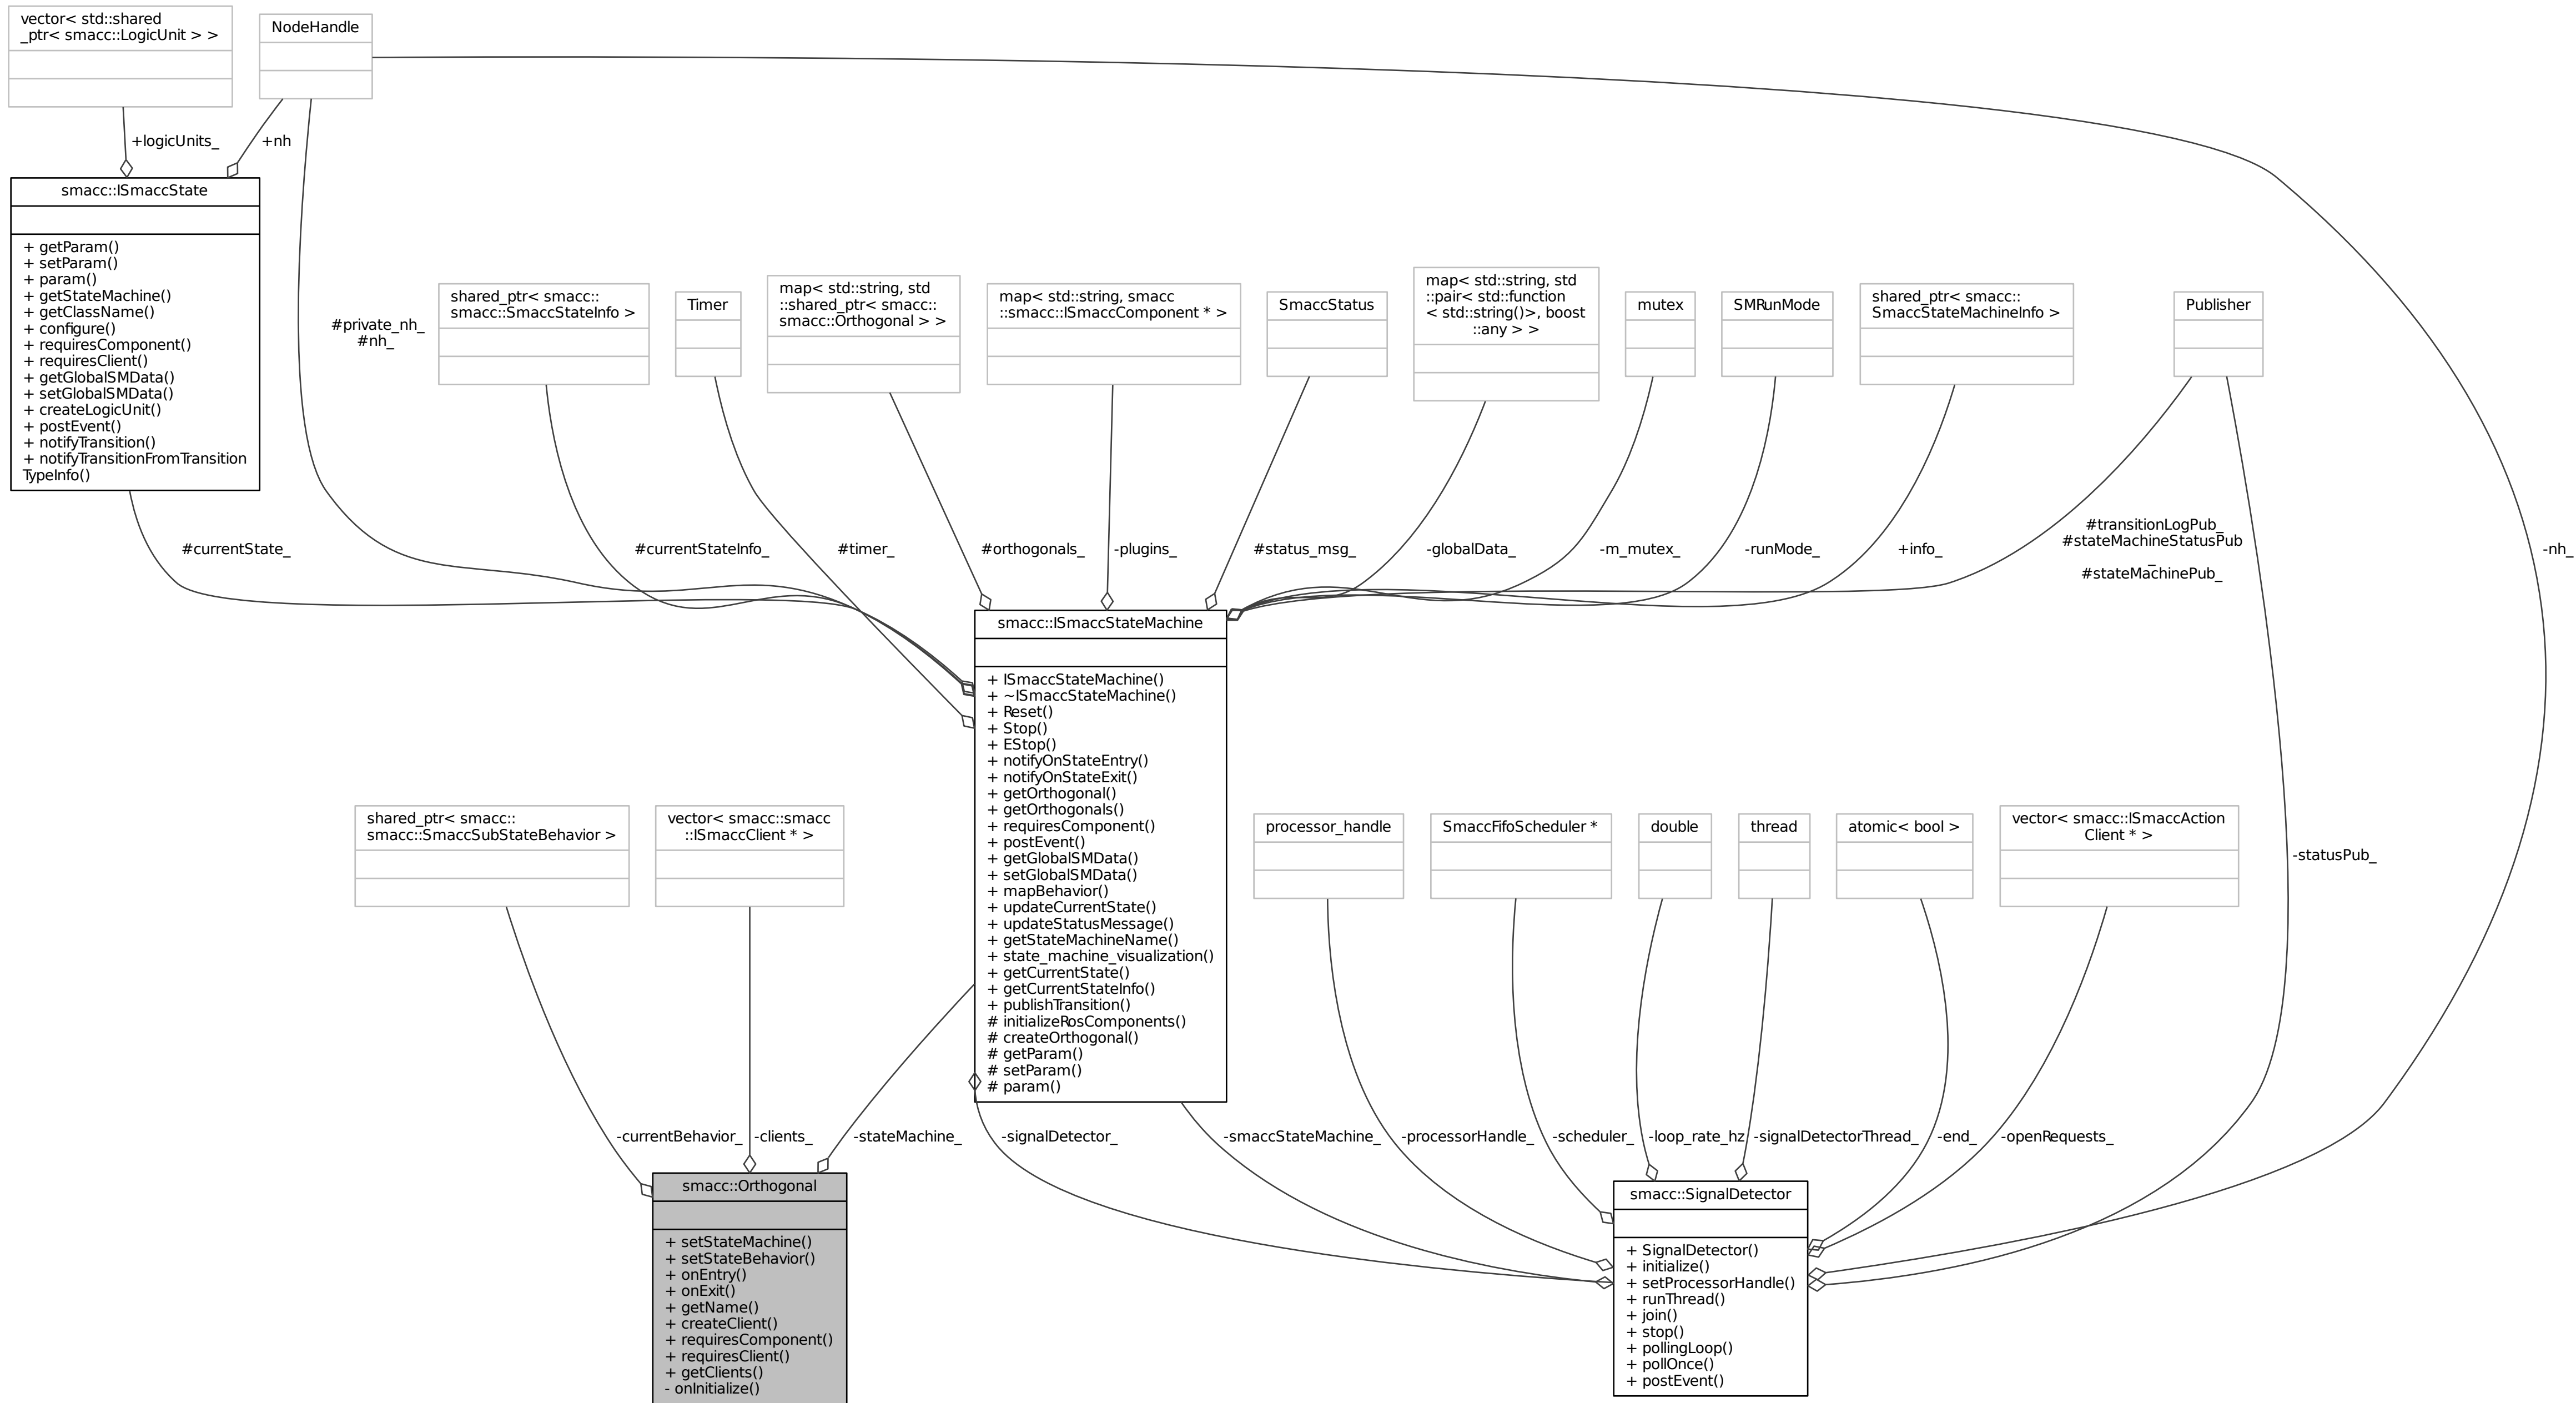 vector< std::shared
_ptr< smacc::LogicUnit > >
NodeHandle
+logicUnits_
+nh
smacc::ISmaccState
+ getParam()
+ setParam()
+ param()
+ getStateMachine()
+ getClassName()
+ configure()
+ requiresComponent()
+ requiresClient()
+ getGlobalSMData()
+ setGlobalSMData()
+ createLogicUnit()
+ postEvent()
+ notifyTransition()
+ notifyTransitionFromTransition
TypeInfo()
#private_nh_
#nh_
shared_ptr< smacc::
smacc::SmaccStateInfo >
Timer
map< std::string, std
::shared_ptr< smacc::
smacc::Orthogonal > >
map< std::string, smacc
::smacc::ISmaccComponent * >
SmaccStatus
map< std::string, std
::pair< std::function
< std::string()>, boost
::any > >
mutex
SMRunMode
shared_ptr< smacc::
SmaccStateMachineInfo >
Publisher
#currentState_
#currentStateInfo_
#timer_
#orthogonals_
-plugins_
#status_msg_
-globalData_
-m_mutex_
-runMode_
+info_
#transitionLogPub_
#stateMachineStatusPub
_
#stateMachinePub_
-nh_
smacc::ISmaccStateMachine
+ ISmaccStateMachine()
+ ~ISmaccStateMachine()
+ Reset()
+ Stop()
+ EStop()
+ notifyOnStateEntry()
+ notifyOnStateExit()
+ getOrthogonal()
+ getOrthogonals()
+ requiresComponent()
+ postEvent()
+ getGlobalSMData()
+ setGlobalSMData()
+ mapBehavior()
+ updateCurrentState()
+ updateStatusMessage()
+ getStateMachineName()
+ state_machine_visualization()
+ getCurrentState()
+ getCurrentStateInfo()
+ publishTransition()
# initializeRosComponents()
# createOrthogonal()
# getParam()
# setParam()
# param()
shared_ptr< smacc::
smacc::SmaccSubStateBehavior >
vector< smacc::smacc
::ISmaccClient * >
processor_handle
SmaccFifoScheduler *
double
thread
atomic< bool >
vector< smacc::ISmaccAction
Client * >
-statusPub_
-currentBehavior_
-clients_
-stateMachine_
-signalDetector_
-smaccStateMachine_
-processorHandle_
-scheduler_
-loop_rate_hz
-signalDetectorThread_
-end_
-openRequests_
smacc::Orthogonal
+ setStateMachine()
+ setStateBehavior()
+ onEntry()
+ onExit()
+ getName()
+ createClient()
+ requiresComponent()
+ requiresClient()
+ getClients()
- onInitialize()
smacc::SignalDetector
+ SignalDetector()
+ initialize()
+ setProcessorHandle()
+ runThread()
+ join()
+ stop()
+ pollingLoop()
+ pollOnce()
+ postEvent()